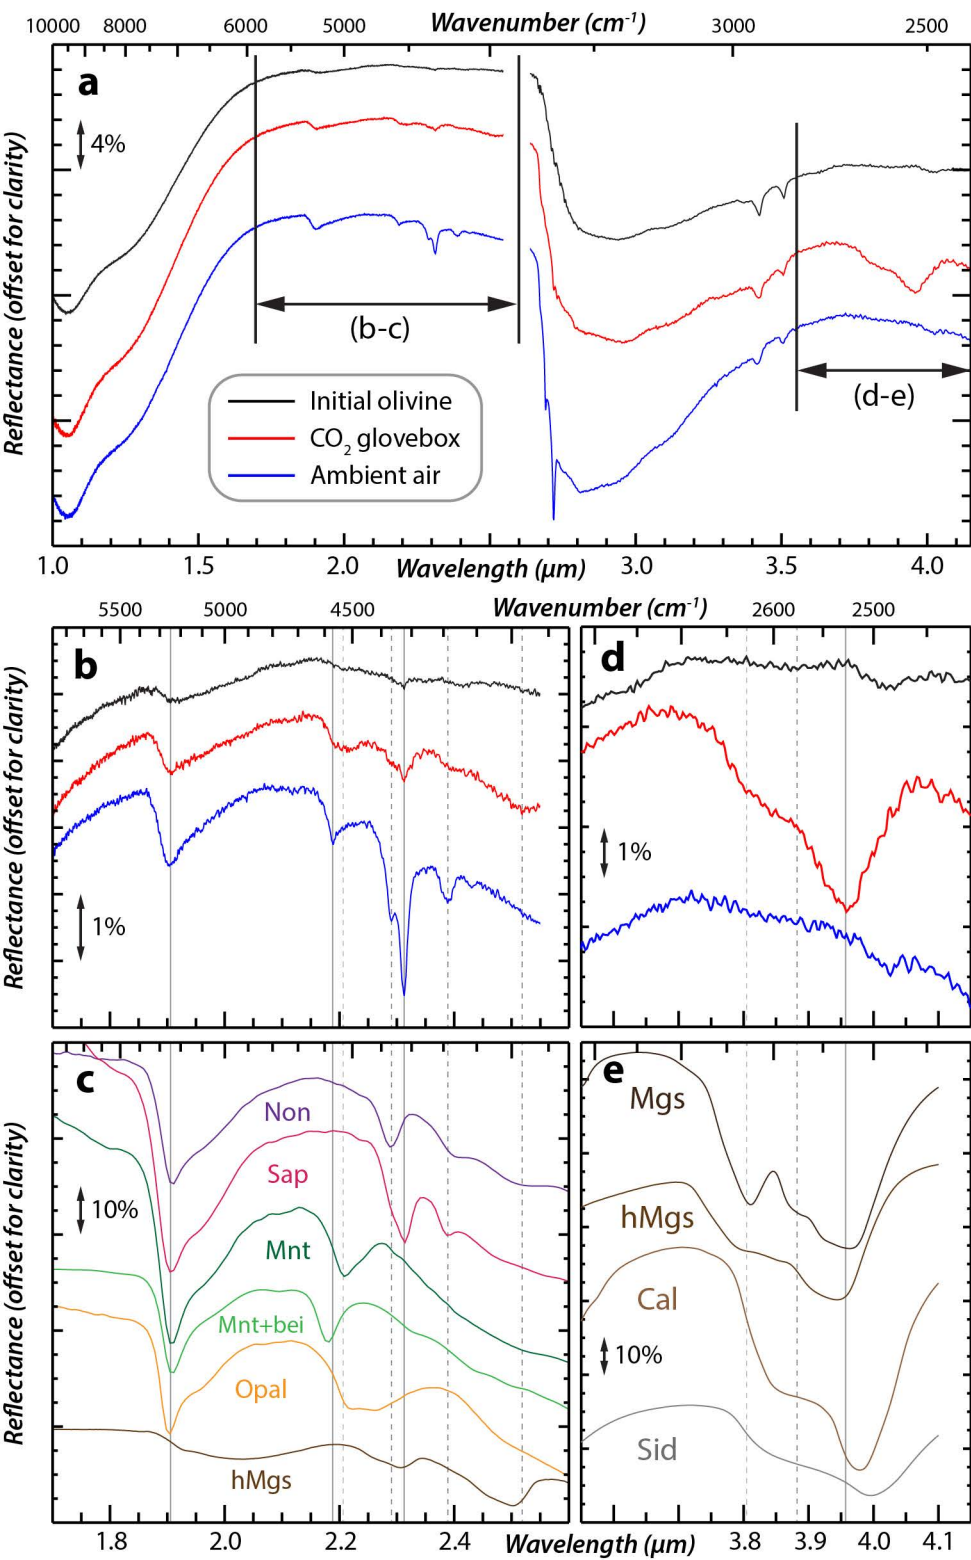 10000 8000 6000 5000 Wavenumber (cm-1) 3000 2500
a
4%
Reflectance (offset for clarity)
(b-c)
(d-e)
Initial olivine
CO2 glovebox
Ambient air
1.0 1.5 2.0 Wavelength (μm) 3.0 3.5 4.0
5500 5000 4500 Wavenumber (cm-1) 2600 2500
b
d
Reflectance (offset for clarity)
1%
1%
c
e
Non
Mgs
Sap
10%
hMgs
Mnt
Reflectance (offset for clarity)
Cal
Mnt+bei
10%
Opal
Sid
hMgs
1.8 2.0 2.2 2.4 Wavelength (μm) 3.8 3.9 4.0 4.1